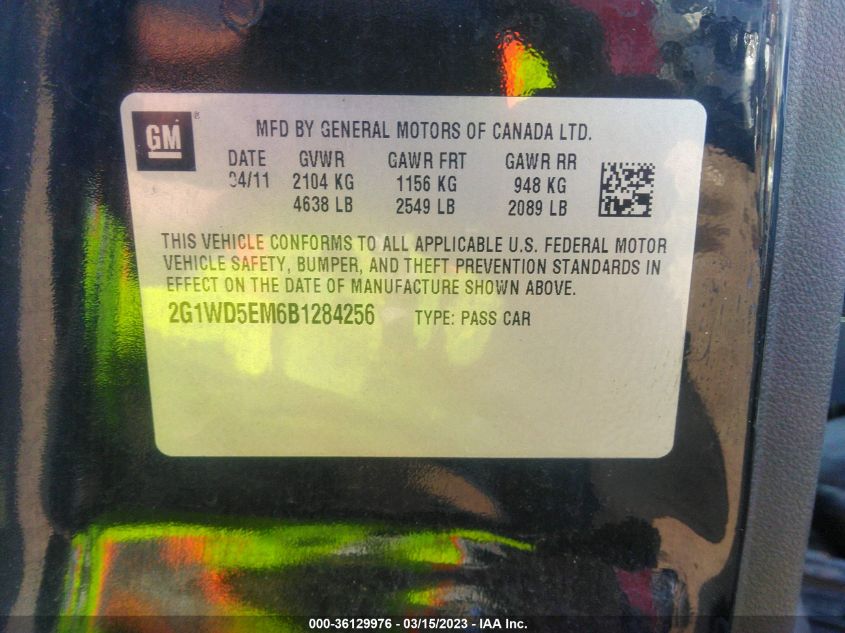 GM ®
MFD BY GENERAL MOTORS OF CANADA LTD.
DATE GVWR GAWR FRT GAWR RR
04/11 2104 KG 1156 KG 948 KG
4638 LB 2549 LB 2089 LB
THIS VEHICLE CONFORMS TO ALL APPLICABLE U.S. FEDERAL MOTOR
VEHICLE SAFETY, BUMPER, AND THEFT PREVENTION STANDARDS IN
EFFECT ON THE DATE OF MANUFACTURE SHOWN ABOVE.
2G1WD5EM6B1284256 TYPE: PASS CAR
000-36129976 - 03/15/2023 - IAA Inc.